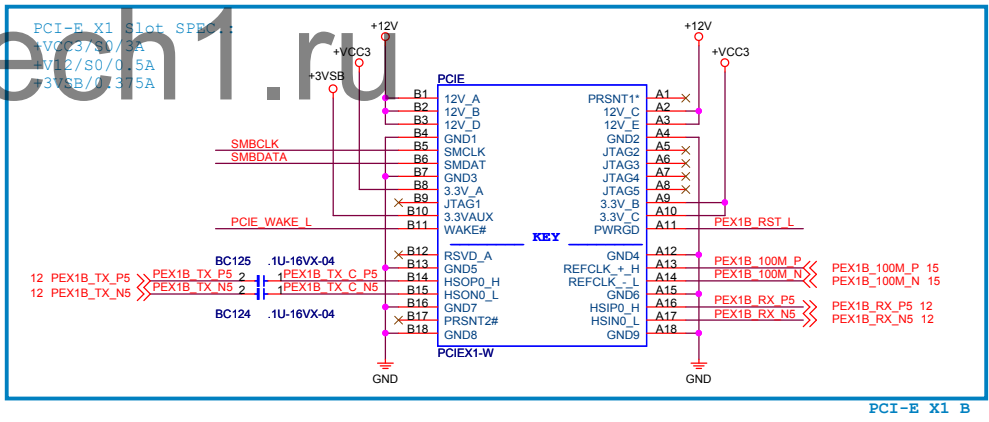 ech1.ru
PCI-E X1 Slot SPEC.:
+VCC3/S0/3A
+V12/S0/0.5A
+3VSB/0.375A
+12V
+VCC3
+3VSB
+12V
+VCC3
PCIE
B1 12V_A PRSNT1* A1
B2 12V_B 12V_C A2
B3 12V_D 12V_E A3
B4 GND1 GND2 A4
SMBCLK B5 SMCLK JTAG2 A5
SMBDATA B6 SMDAT JTAG3 A6
B7 GND3 JTAG4 A7
B8 3.3V_A JTAG5 A8
B9 JTAG1 3.3V_B A9
B10 3.3VAUX 3.3V_C A10
PCIE_WAKE_L B11 WAKE# PWRGD A11 PEX1B_RST_L
KEY
B12 RSVD_A GND4 A12
BC125 .1U-16VX-04 B13 GND5 REFCLK_+_H A13 PEX1B_100M_P PEX1B_100M_P 15
12 PEX1B_TX_P5 PEX1B_TX_P5 2 1 PEX1B_TX_C_P5 B14 HSOP0_H REFCLK_-_L A14 PEX1B_100M_N PEX1B_100M_N 15
12 PEX1B_TX_N5 PEX1B_TX_N5 2 1 PEX1B_TX_C_N5 B15 HSON0_L GND6 A15
B16 GND7 HSIP0_H A16 PEX1B_RX_P5 PEX1B_RX_P5 12
BC124 .1U-16VX-04 B17 PRSNT2# HSIN0_L A17 PEX1B_RX_N5 PEX1B_RX_N5 12
B18 GND8 GND9 A18
PCIEX1-W
GND GND
PCI-E X1 B